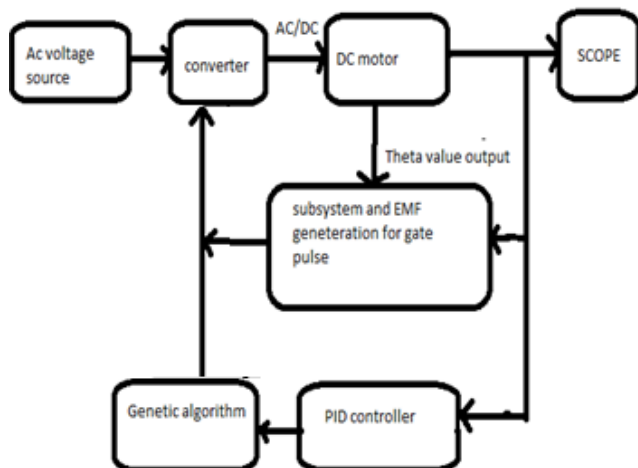 Ac voltage
source
converter
AC/DC
DC motor
SCOPE
Theta value output
subsystem and EMF
geneteration for gate
pulse
Genetic algorithm
PID controller